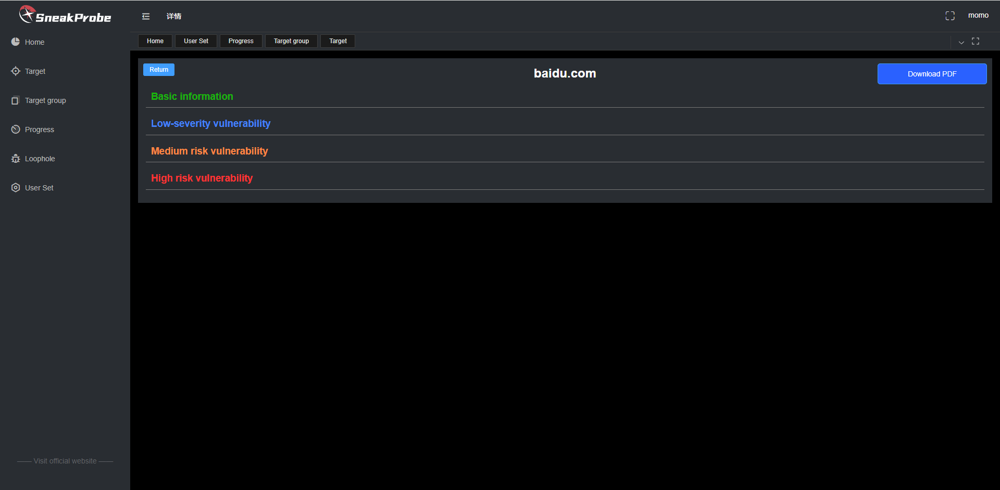 SneakProbe
详情
momo
Home
Target
Target group
Progress
Loophole
User Set
Visit official website
Home User Set Progress Target group Target
Return
baidu.com
Download PDF
Basic information
Low-severity vulnerability
Medium risk vulnerability
High risk vulnerability